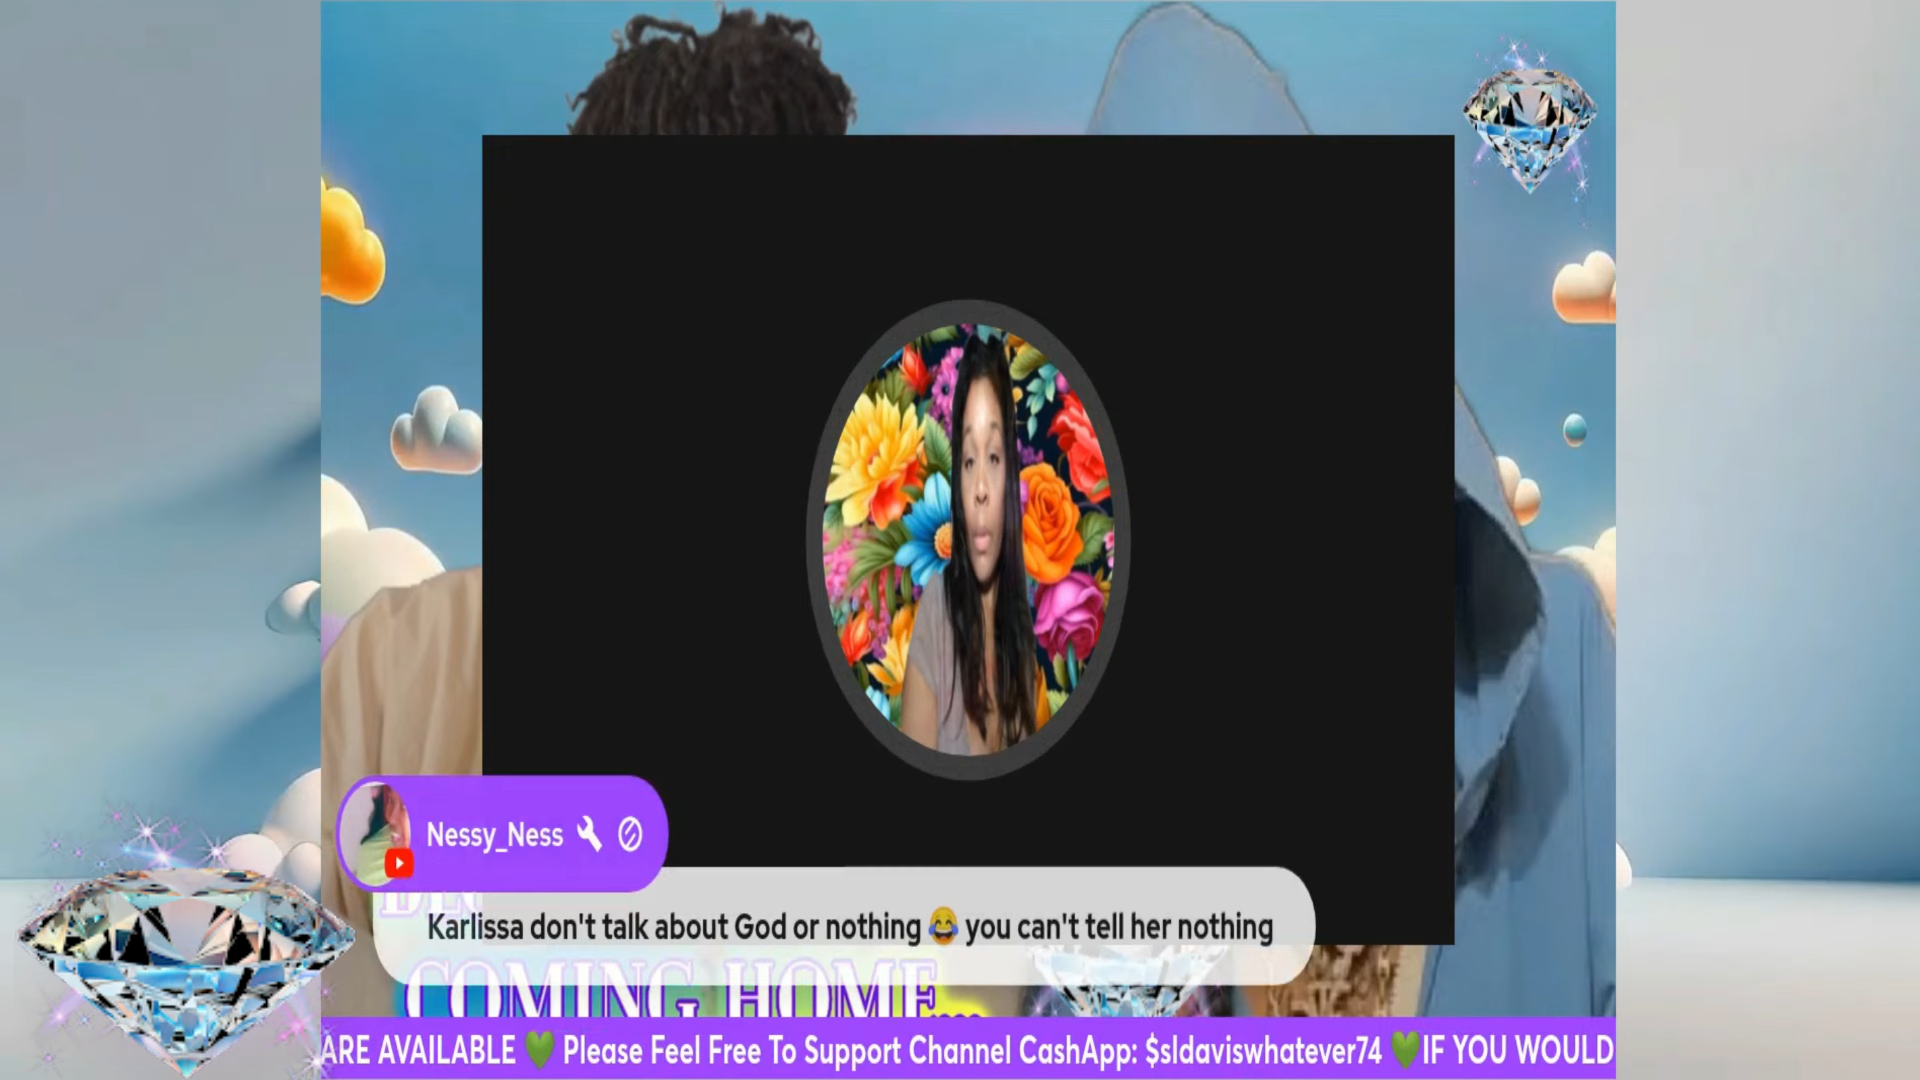 Nessy_Ness
Karlissa don't talk about God or nothing 😂 you can't tell her nothing
COMING HOME....
ARE AVAILABLE 💚 Please Feel Free To Support Channel CashApp: $sldaviswhatever74 💚IF YOU WOULD